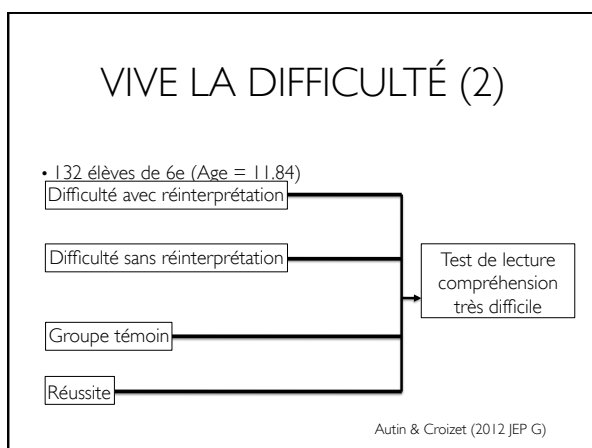 VIVE LA DIFFICULTÉ (2)
• 132 élèves de 6e (Age = 11.84)
Difficulté avec réinterprétation
Difficulté sans réinterprétation
Test de lecture
compréhension
très difficile
Groupe témoin
Réussite
Autin & Croizet (2012 JEP G)